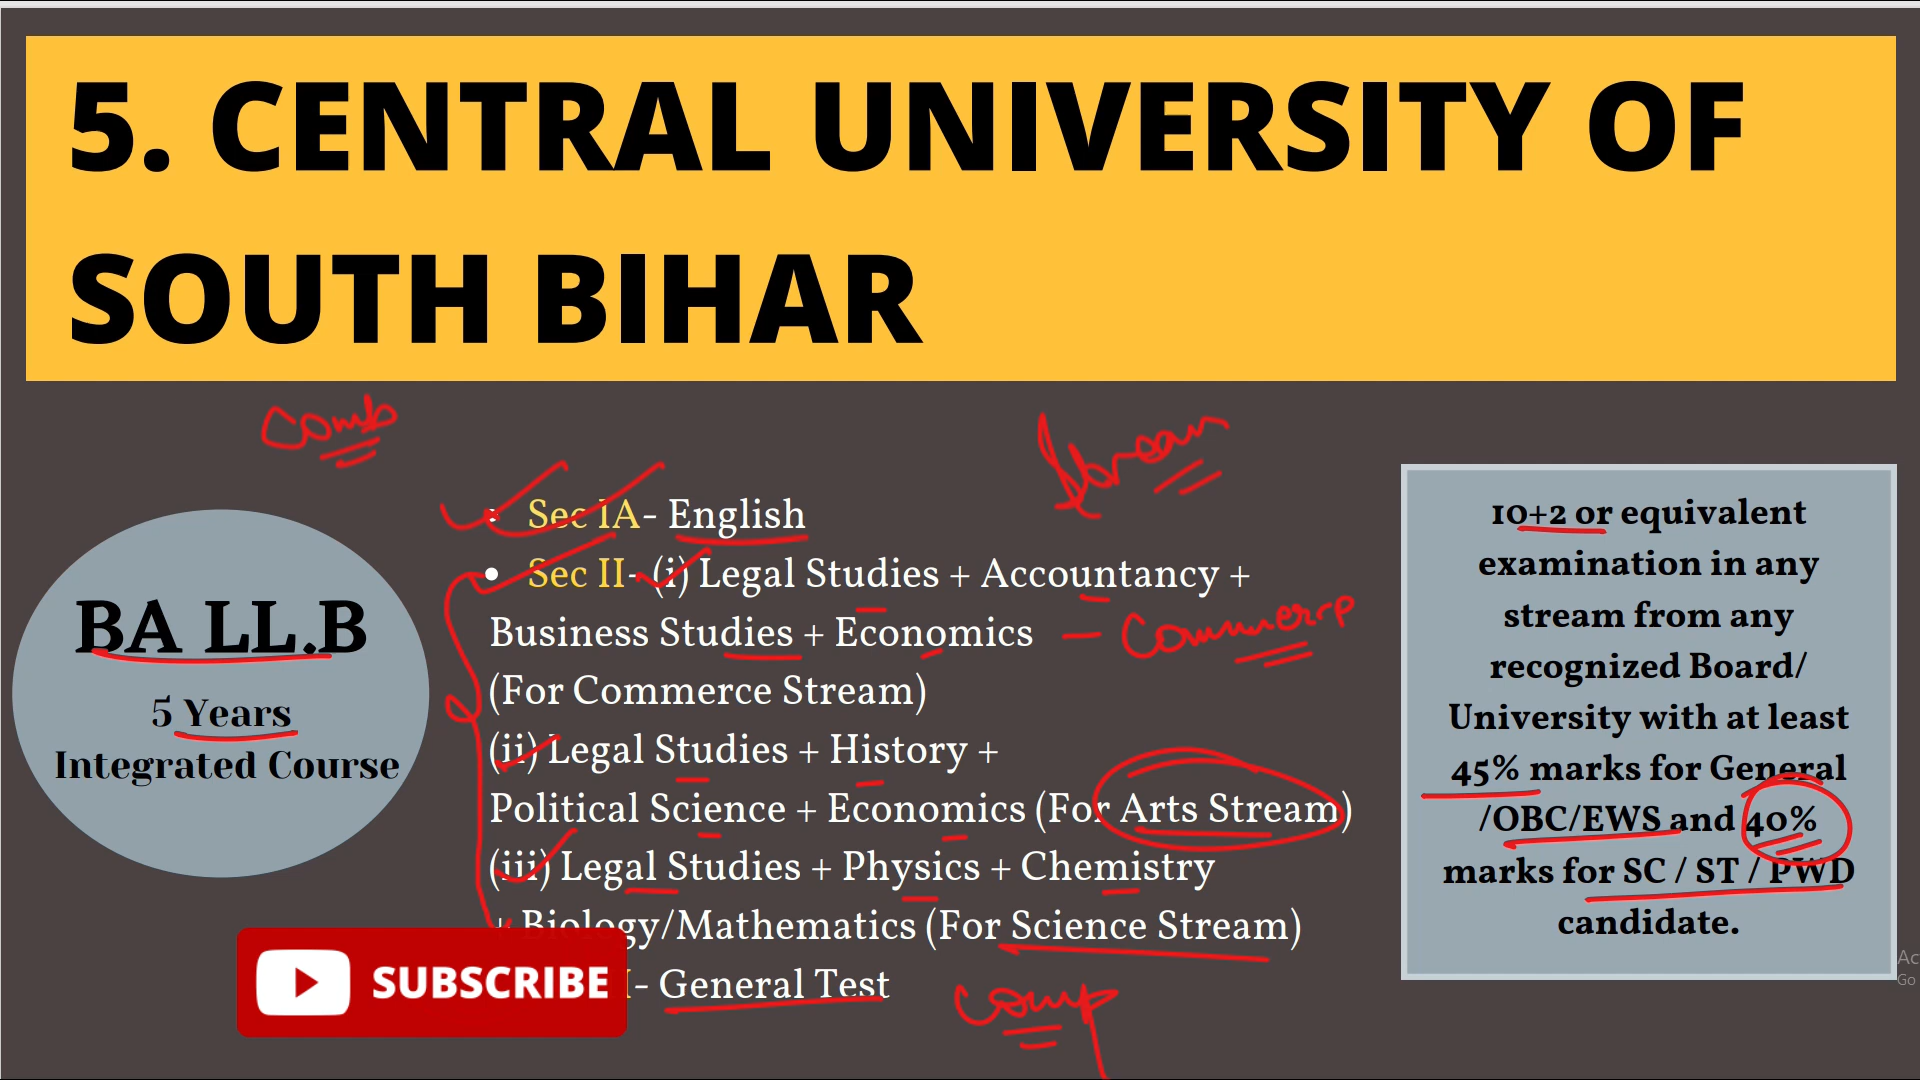 5. CENTRAL UNIVERSITY OF
SOUTH BIHAR
Comb
Stream
• Sec IA- English
• Sec II- (i) Legal Studies + Accountancy +
Business Studies + Economics
— Commerce
(For Commerce Stream)
(ii) Legal Studies + History +
Political Science + Economics (For Arts Stream)
(iii) Legal Studies + Physics + Chemistry
+ Biology/Mathematics (For Science Stream)
- General Test
Comp
BA LL.B
5 Years
Integrated Course
10+2 or equivalent
examination in any
stream from any
recognized Board/
University with at least
45% marks for General
/OBC/EWS and 40%
marks for SC / ST / PWD
candidate.
SUBSCRIBE
Go